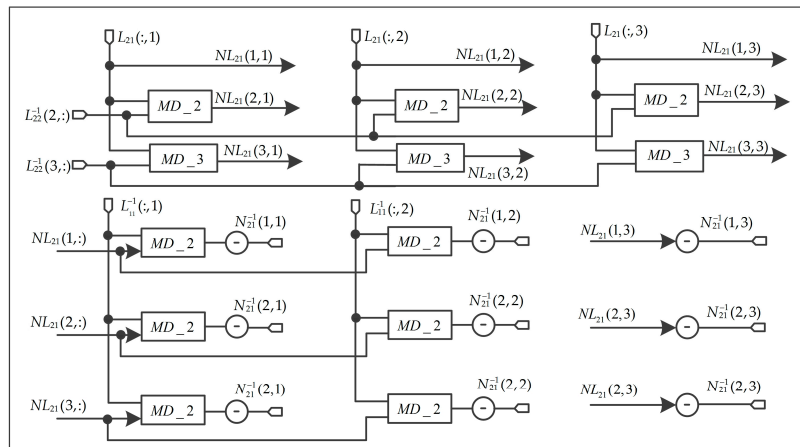 L₂₁(:,1) L₂₁(:,2) L₂₁(:,3)
NL₂₁(1,1) NL₂₁(1,2) NL₂₁(1,3)
MD_2 NL₂₁(2,1) MD_2 NL₂₁(2,2) MD_2 NL₂₁(2,3)
L₂₂⁻¹(2,:)
MD_3 NL₂₁(3,1) MD_3 NL₂₁(3,2) MD_3 NL₂₁(3,3)
L₂₂⁻¹(3,:)
L₁₁⁻¹(:,1) L₁₁⁻¹(:,2)
N₂₁⁻¹(1,1) N₂₁⁻¹(1,2) N₂₁⁻¹(1,3)
NL₂₁(1,:) MD_2 - MD_2 - NL₂₁(1,3) -
N₂₁⁻¹(2,1) N₂₁⁻¹(2,2) N₂₁⁻¹(2,3)
NL₂₁(2,:) MD_2 - MD_2 - NL₂₁(2,3) -
N₂₁⁻¹(2,1) N₂₁⁻¹(2,2) N₂₁⁻¹(2,3)
NL₂₁(3,:) MD_2 - MD_2 - NL₂₁(2,3) -